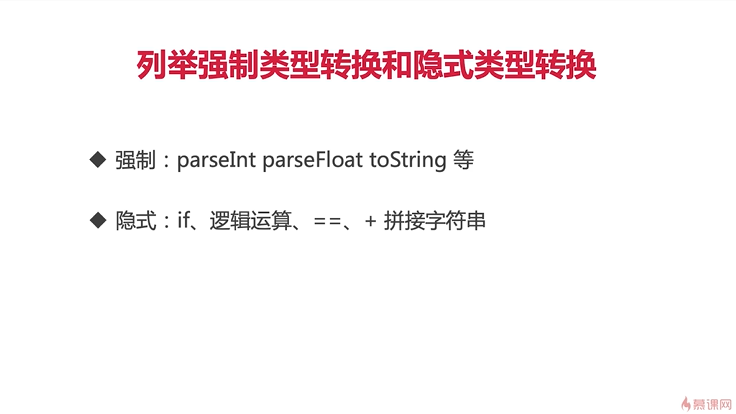 列举强制类型转换和隐式类型转换
◆ 强制：parseInt parseFloat toString 等
◆ 隐式：if、逻辑运算、==、+ 拼接字符串
慕课网